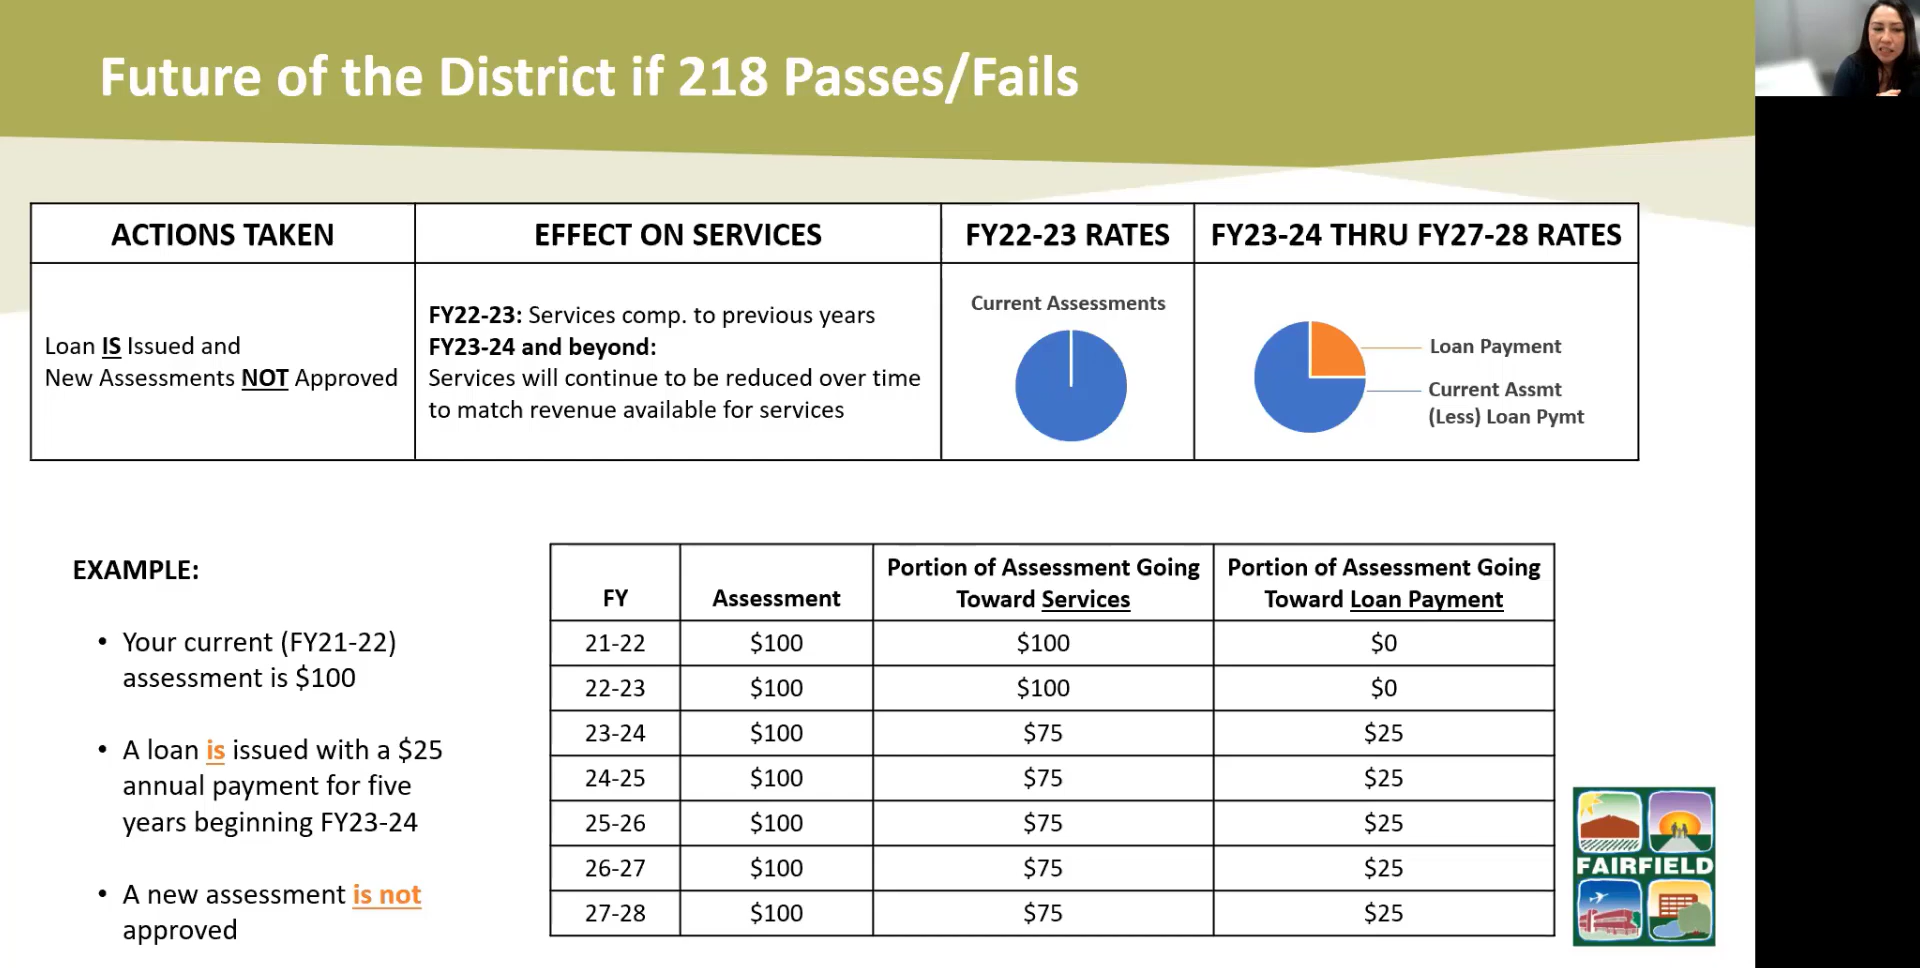 Future of the District if 218 Passes/Fails
ACTIONS TAKEN
EFFECT ON SERVICES
FY22-23 RATES
FY23-24 THRU FY27-28 RATES
Loan IS Issued and
New Assessments NOT Approved
FY22-23: Services comp. to previous years
FY23-24 and beyond:
Services will continue to be reduced over time
to match revenue available for services
Current Assessments
Loan Payment
Current Assmt
(Less) Loan Pymt
EXAMPLE:
• Your current (FY21-22)
assessment is $100
• A loan is issued with a $25
annual payment for five
years beginning FY23-24
• A new assessment is not
approved
FY
Assessment
Portion of Assessment Going
Toward Services
Portion of Assessment Going
Toward Loan Payment
21-22 $100 $100 $0
22-23 $100 $100 $0
23-24 $100 $75 $25
24-25 $100 $75 $25
25-26 $100 $75 $25
26-27 $100 $75 $25
27-28 $100 $75 $25
FAIRFIELD